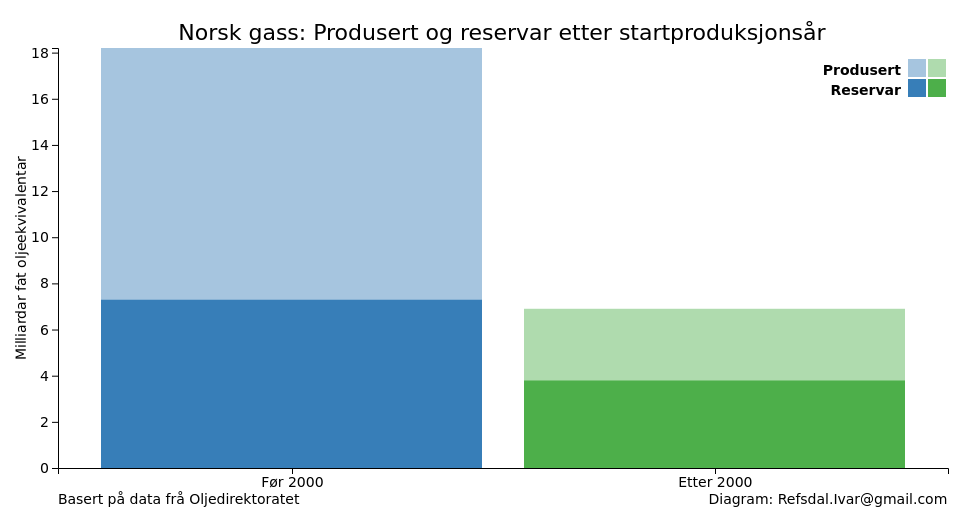 Norsk gass: Produsert og reservar etter startproduksjonsår
Produsert
Reservar
Milliardar fat oljeekvivalentar
18
16
14
12
10
8
6
4
2
0
Før 2000
Etter 2000
Basert på data frå Oljedirektoratet
Diagram: Refsdal.Ivar@gmail.com